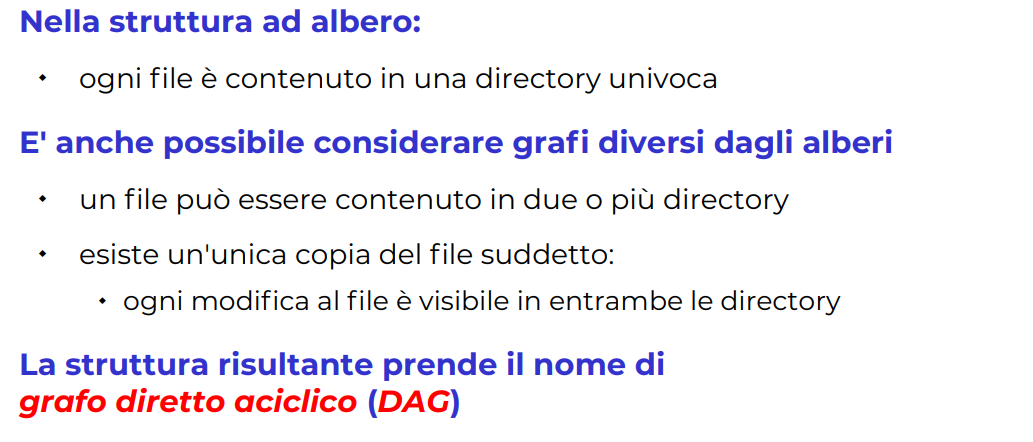 Nella struttura ad albero:
• ogni file è contenuto in una directory univoca
E' anche possibile considerare grafi diversi dagli alberi
• un file può essere contenuto in due o più directory
• esiste un'unica copia del file suddetto:
• ogni modifica al file è visibile in entrambe le directory
La struttura risultante prende il nome di
grafo diretto aciclico (DAG)